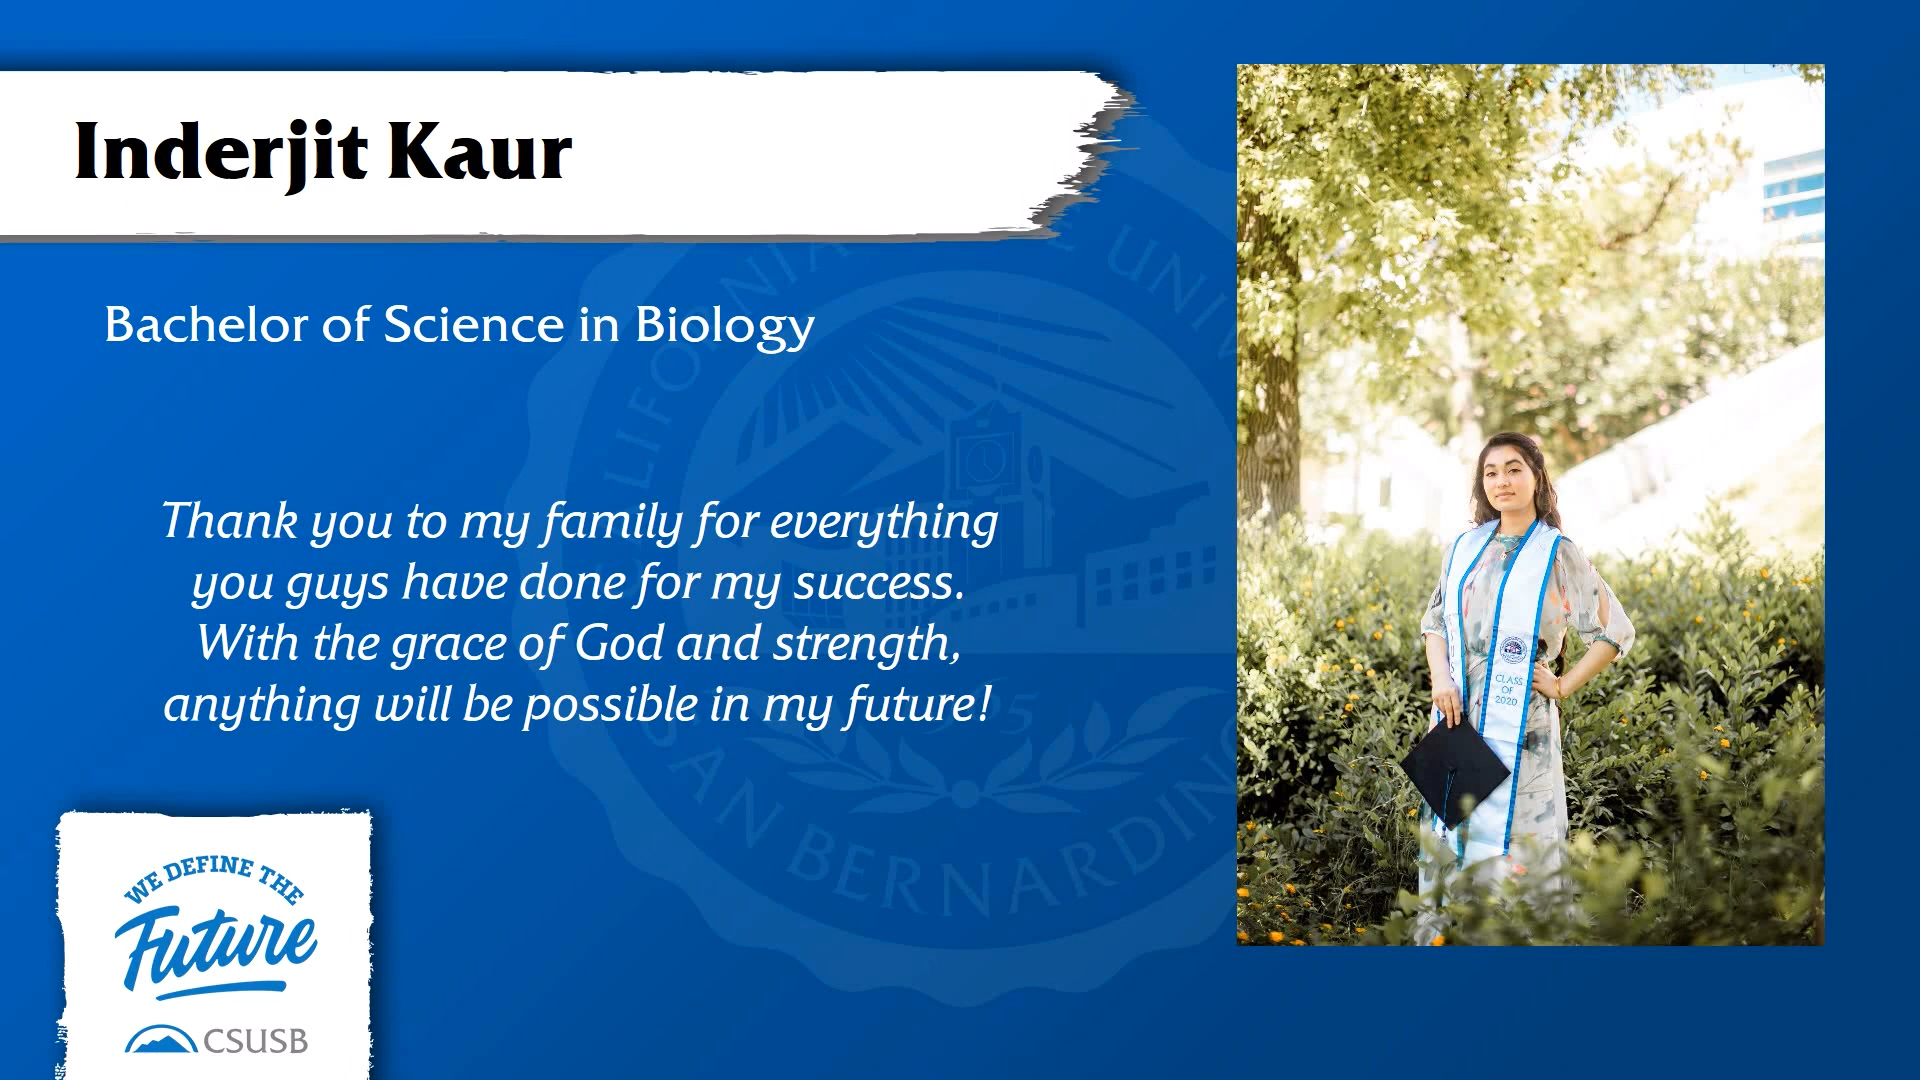 Inderjit Kaur
Bachelor of Science in Biology
Thank you to my family for everything
you guys have done for my success.
With the grace of God and strength,
anything will be possible in my future!
WE DEFINE THE
Future
CSUSB
CLASS
OF
2020
SAN BERNARDINO